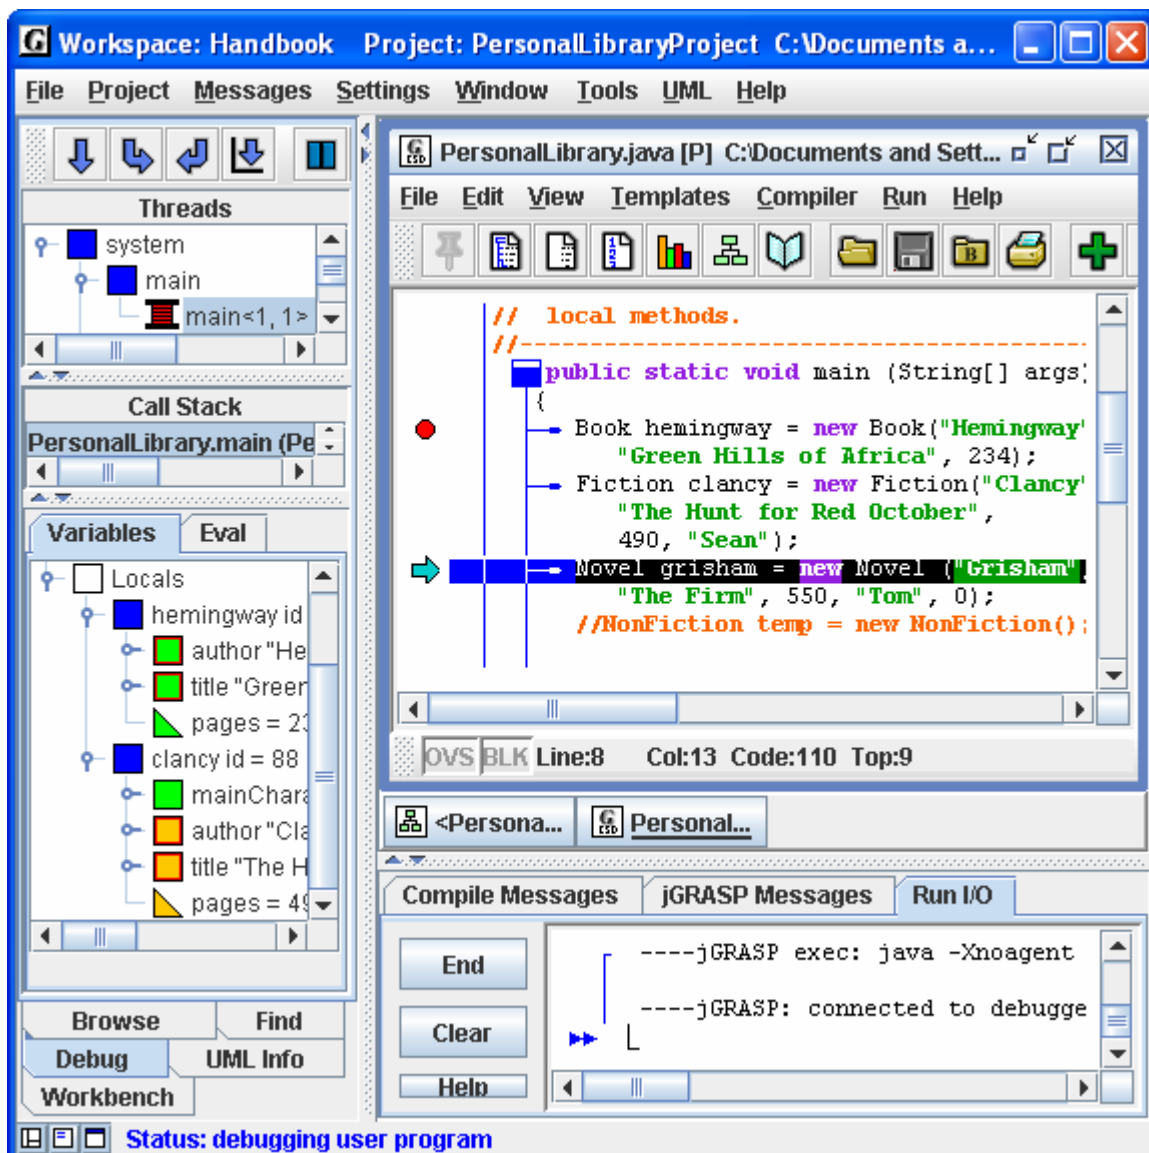 Workspace: Handbook Project: PersonalLibraryProject C:\Documents a...
File Project Messages Settings Window Tools UML Help
Threads
system
main
main<1, 1>
Call Stack
PersonalLibrary.main (Pe
Variables Eval
Locals
hemingway id
author "He
title "Green
pages = 23
clancy id = 88
mainChara
author "Cla
title "The H
pages = 49
Browse Find
Debug UML Info
Workbench
PersonalLibrary.java [P] C:\Documents and Sett...
File Edit View Templates Compiler Run Help
// local methods.
//-----------------------------------------
public static void main (String[] args)
{
Book hemingway = new Book("Hemingway"
"Green Hills of Africa", 234);
Fiction clancy = new Fiction("Clancy"
"The Hunt for Red October",
490, "Sean");
Novel grisham = new Novel ("Grisham",
"The Firm", 550, "Tom", 0);
//NonFiction temp = new NonFiction();
OVS BLK Line:8 Col:13 Code:110 Top:9
<Persona... Personal...
Compile Messages jGRASP Messages Run I/O
End
Clear
Help
----jGRASP exec: java -Xnoagent
----jGRASP: connected to debugge
Status: debugging user program